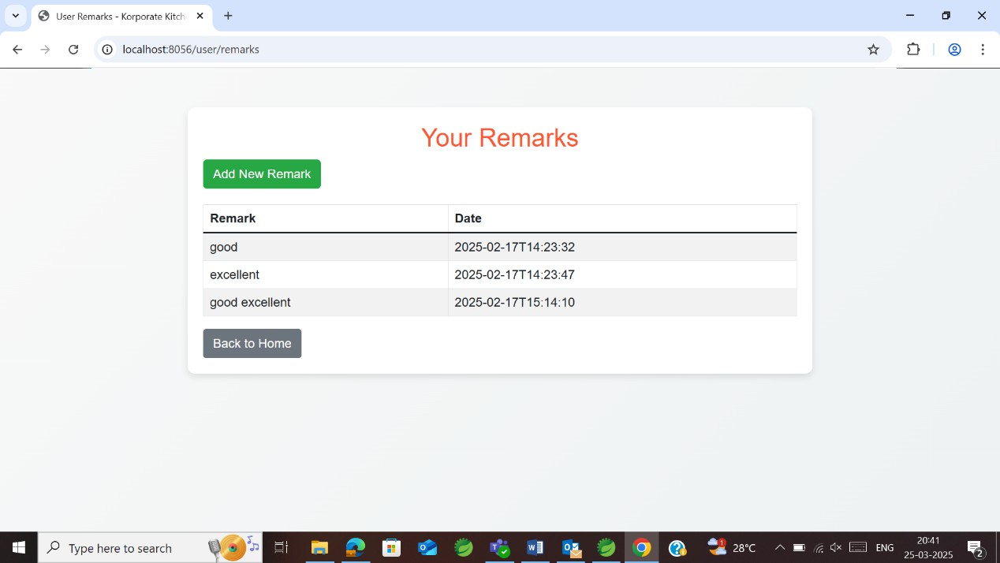 User Remarks - Korporate Kitch
localhost:8056/user/remarks
Your Remarks
Add New Remark
Remark Date
good 2025-02-17T14:23:32
excellent 2025-02-17T14:23:47
good excellent 2025-02-17T15:14:10
Back to Home
Type here to search
1
28°C
ENG
20:41
25-03-2025
2